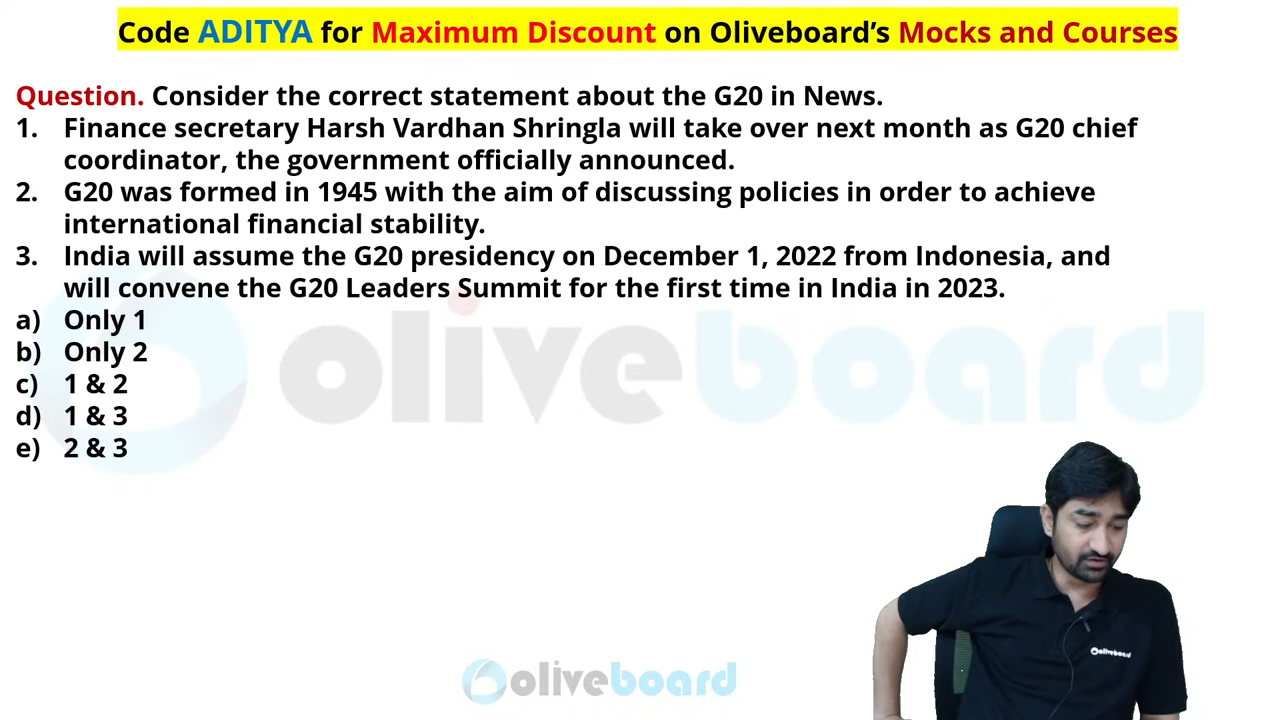 Code ADITYA for Maximum Discount on Oliveboard’s Mocks and Courses
Question. Consider the correct statement about the G20 in News.
1. Finance secretary Harsh Vardhan Shringla will take over next month as G20 chief
coordinator, the government officially announced.
2. G20 was formed in 1945 with the aim of discussing policies in order to achieve
international financial stability.
3. India will assume the G20 presidency on December 1, 2022 from Indonesia, and
will convene the G20 Leaders Summit for the first time in India in 2023.
a) Only 1
b) Only 2
c) 1 & 2
d) 1 & 3
e) 2 & 3
oliveboard
oliveboard
oliveboard